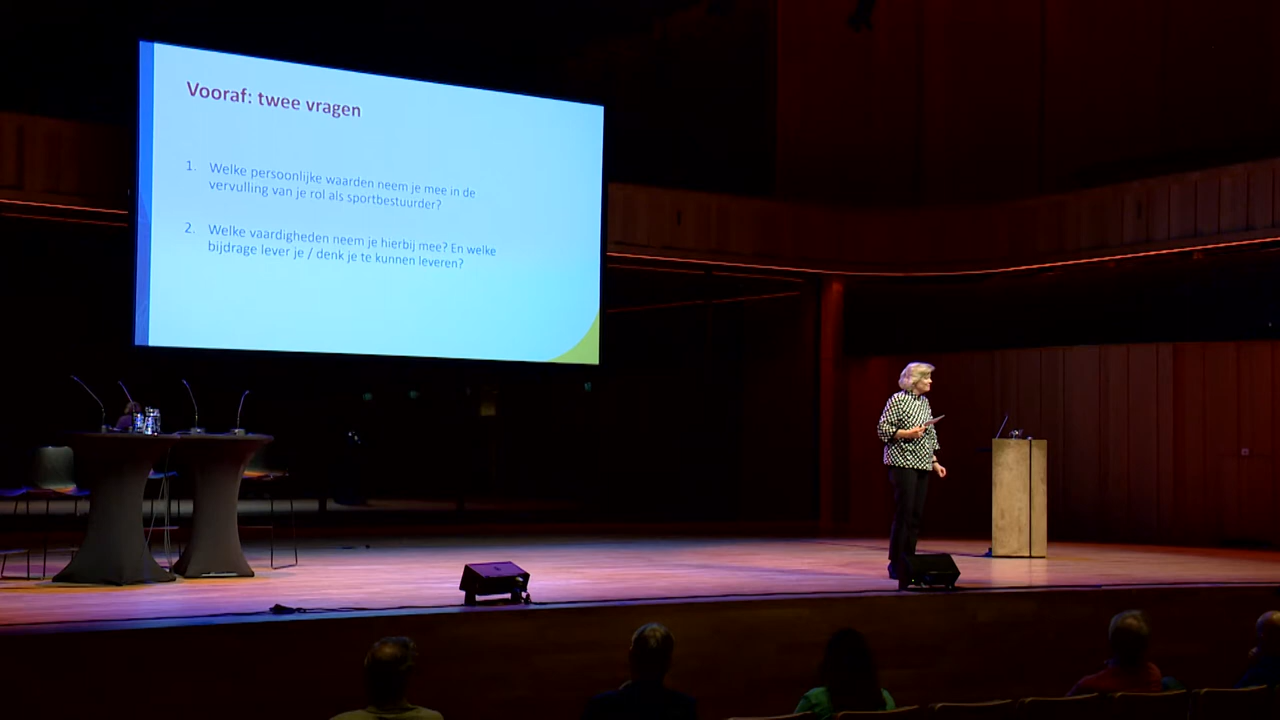 Vooraf: twee vragen
1. Welke persoonlijke waarden neem je mee in de
vervulling van je rol als sportbestuurder?
2. Welke vaardigheden neem je hierbij mee? En welke
bijdrage lever je / denk je te kunnen leveren?